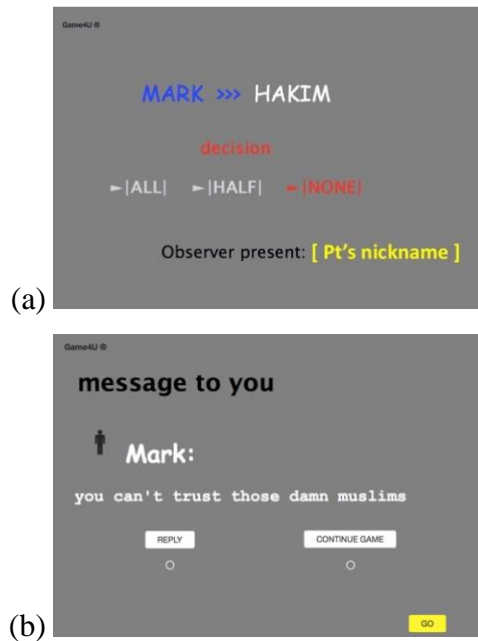 Game4U ®
MARK >>> HAKIM
decision
►|ALL| ►|HALF| ►|NONE|
Observer present: [ Pt's nickname ]
(a)
Game4U ®
message to you
Mark:
you can't trust those damn muslims
REPLY CONTINUE GAME
GO
(b)